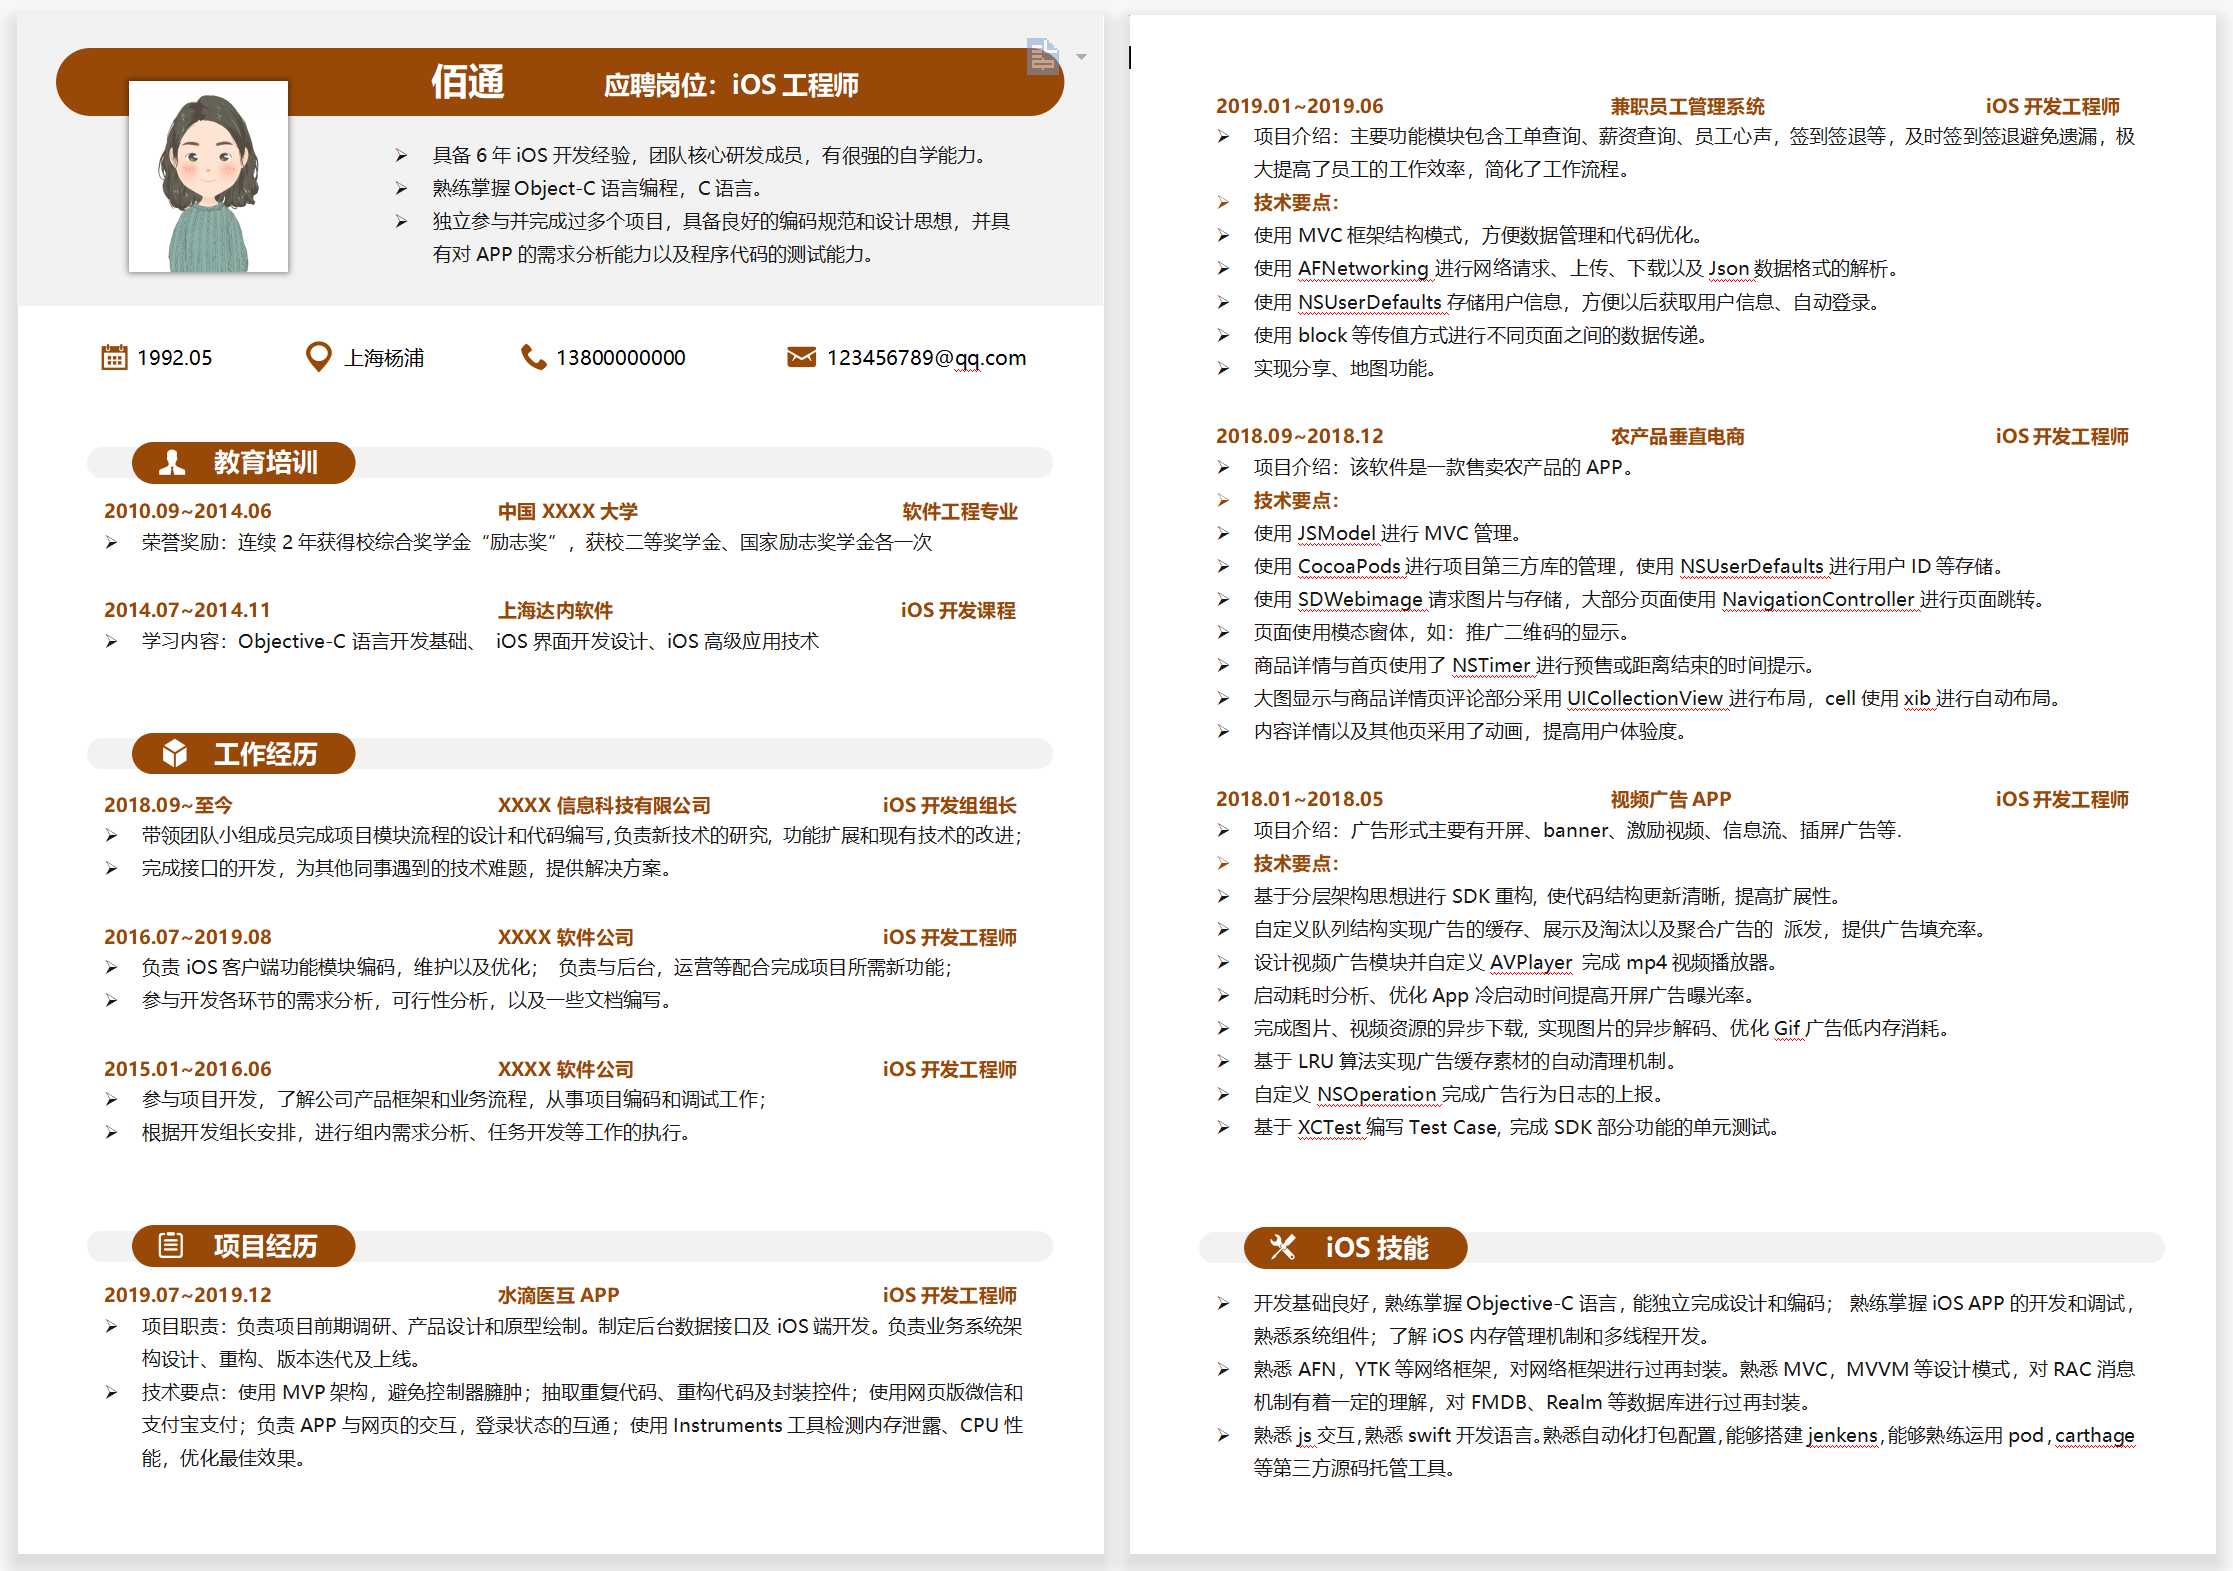 佰通
应聘岗位：iOS 工程师
具备 6 年 iOS 开发经验，团队核心研发成员，有很强的自学能力。
熟练掌握 Object-C 语言编程，C 语言。
独立参与并完成过多个项目，具备良好的编码规范和设计思想，并具
有对 APP 的需求分析能力以及程序代码的测试能力。
1992.05
上海杨浦
13800000000
123456789@qq.com
教育培训
2010.09~2014.06 中国 XXXX 大学 软件工程专业
荣誉奖励：连续 2 年获得校综合奖学金“励志奖”，获校二等奖学金、国家励志奖学金各一次
2014.07~2014.11 上海达内软件 iOS 开发课程
学习内容：Objective-C 语言开发基础、 iOS 界面开发设计、iOS 高级应用技术
工作经历
2018.09~至今 XXXX 信息科技有限公司 iOS 开发组组长
带领团队小组成员完成项目模块流程的设计和代码编写,负责新技术的研究, 功能扩展和现有技术的改进；
完成接口的开发，为其他同事遇到的技术难题，提供解决方案。
2016.07~2019.08 XXXX 软件公司 iOS 开发工程师
负责 iOS 客户端功能模块编码，维护以及优化； 负责与后台，运营等配合完成项目所需新功能；
参与开发各环节的需求分析，可行性分析，以及一些文档编写。
2015.01~2016.06 XXXX 软件公司 iOS 开发工程师
参与项目开发，了解公司产品框架和业务流程，从事项目编码和调试工作；
根据开发组长安排，进行组内需求分析、任务开发等工作的执行。
项目经历
2019.07~2019.12 水滴医互 APP iOS 开发工程师
项目职责：负责项目前期调研、产品设计和原型绘制。制定后台数据接口及 iOS 端开发。负责业务系统架
构设计、重构、版本迭代及上线。
技术要点：使用 MVP 架构，避免控制器臃肿；抽取重复代码、重构代码及封装控件；使用网页版微信和
支付宝支付；负责 APP 与网页的交互，登录状态的互通；使用 Instruments 工具检测内存泄露、CPU 性
能，优化最佳效果。
2019.01~2019.06 兼职员工管理系统 iOS 开发工程师
项目介绍：主要功能模块包含工单查询、薪资查询、员工心声，签到签退等，及时签到签退避免遗漏，极
大提高了员工的工作效率，简化了工作流程。
技术要点：
使用 MVC 框架结构模式，方便数据管理和代码优化。
使用 AFNetworking 进行网络请求、上传、下载以及 Json 数据格式的解析。
使用 NSUserDefaults 存储用户信息，方便以后获取用户信息、自动登录。
使用 block 等传值方式进行不同页面之间的数据传递。
实现分享、地图功能。
2018.09~2018.12 农产品垂直电商 iOS 开发工程师
项目介绍：该软件是一款售卖农产品的 APP。
技术要点：
使用 JSModel 进行 MVC 管理。
使用 CocoaPods 进行项目第三方库的管理，使用 NSUserDefaults 进行用户 ID 等存储。
使用 SDWebimage 请求图片与存储，大部分页面使用 NavigationController 进行页面跳转。
页面使用模态窗体，如：推广二维码的显示。
商品详情与首页使用了 NSTimer 进行预售或距离结束的时间提示。
大图显示与商品详情页评论部分采用 UICollectionView 进行布局，cell 使用 xib 进行自动布局。
内容详情以及其他页采用了动画，提高用户体验度。
2018.01~2018.05 视频广告 APP iOS 开发工程师
项目介绍：广告形式主要有开屏、banner、激励视频、信息流、插屏广告等.
技术要点：
基于分层架构思想进行 SDK 重构, 使代码结构更新清晰, 提高扩展性。
自定义队列结构实现广告的缓存、展示及淘汰以及聚合广告的 派发，提供广告填充率。
设计视频广告模块并自定义 AVPlayer 完成 mp4 视频播放器。
启动耗时分析、优化 App 冷启动时间提高开屏广告曝光率。
完成图片、视频资源的异步下载, 实现图片的异步解码、优化 Gif 广告低内存消耗。
基于 LRU 算法实现广告缓存素材的自动清理机制。
自定义 NSOperation 完成广告行为日志的上报。
基于 XCTest 编写 Test Case, 完成 SDK 部分功能的单元测试。
iOS 技能
开发基础良好, 熟练掌握 Objective-C 语言, 能独立完成设计和编码； 熟练掌握 iOS APP 的开发和调试,
熟悉系统组件；了解 iOS 内存管理机制和多线程开发。
熟悉 AFN，YTK 等网络框架，对网络框架进行过再封装。熟悉 MVC，MVVM 等设计模式，对 RAC 消息
机制有着一定的理解，对 FMDB、Realm 等数据库进行过再封装。
熟悉 js 交互,熟悉 swift 开发语言。熟悉自动化打包配置,能够搭建 jenkens,能够熟练运用 pod,carthage
等第三方源码托管工具。